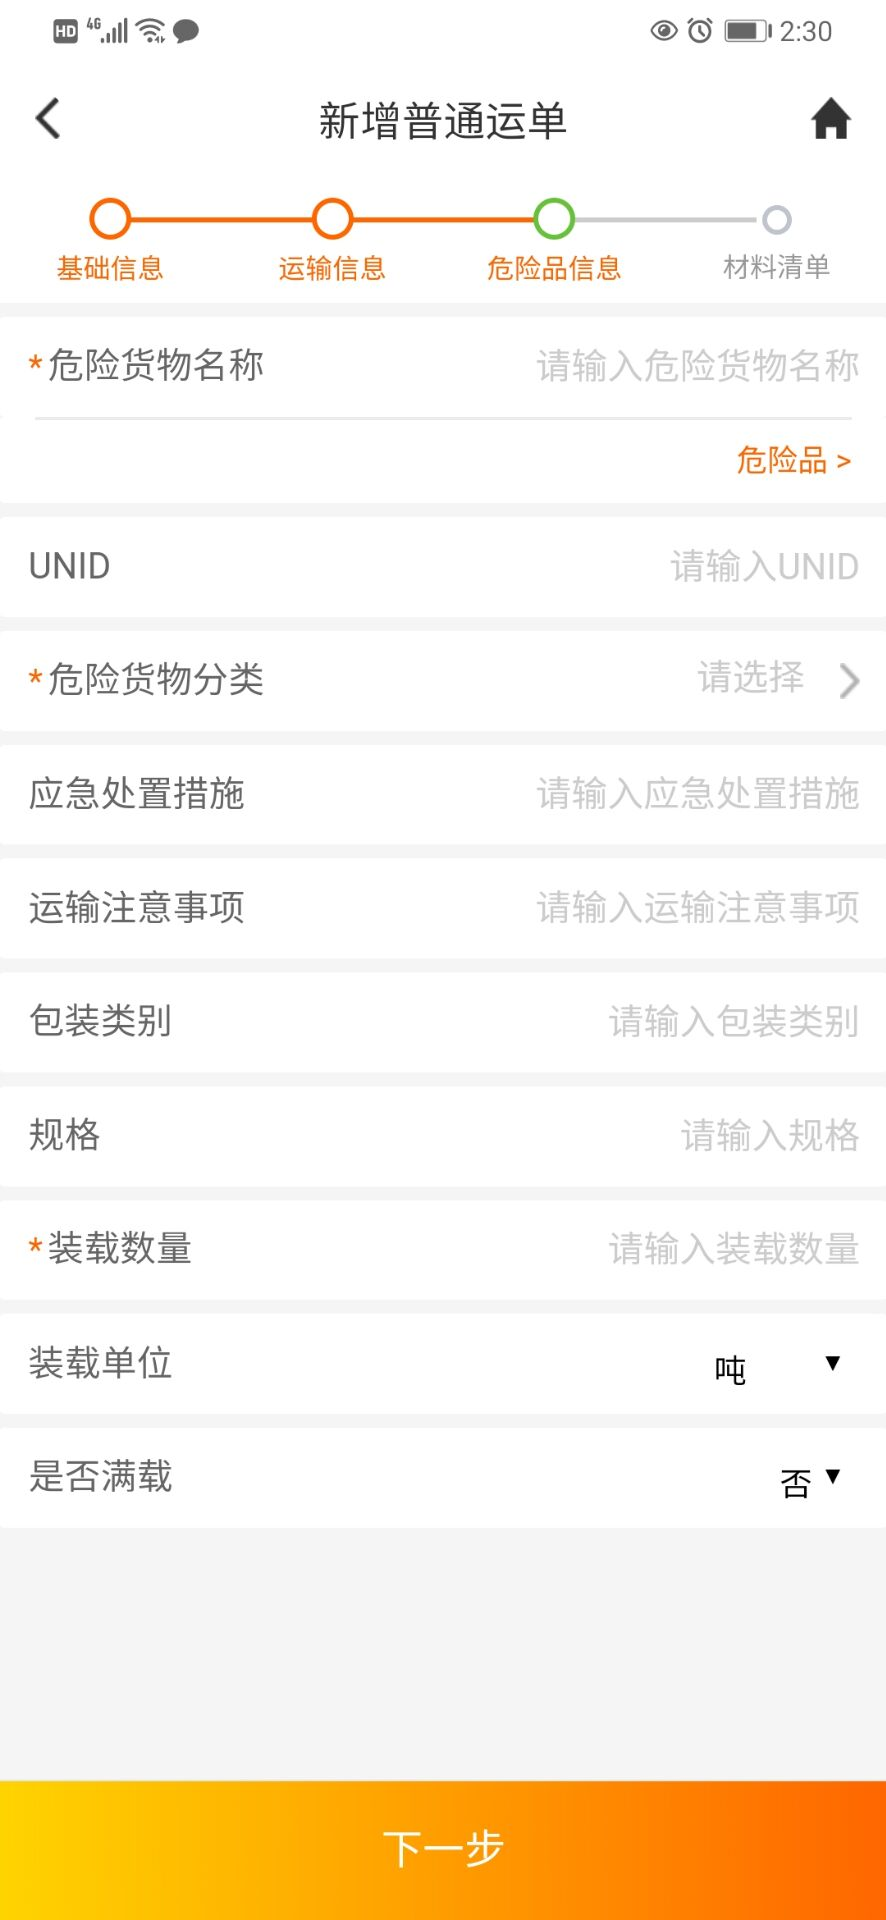 HD 4G 2:30
新增普通运单
基础信息 运输信息 危险品信息 材料清单
*危险货物名称 请输入危险货物名称
危险品 >
UNID 请输入UNID
*危险货物分类 请选择
应急处置措施 请输入应急处置措施
运输注意事项 请输入运输注意事项
包装类别 请输入包装类别
规格 请输入规格
*装载数量 请输入装载数量
装载单位 吨
是否满载 否
下一步